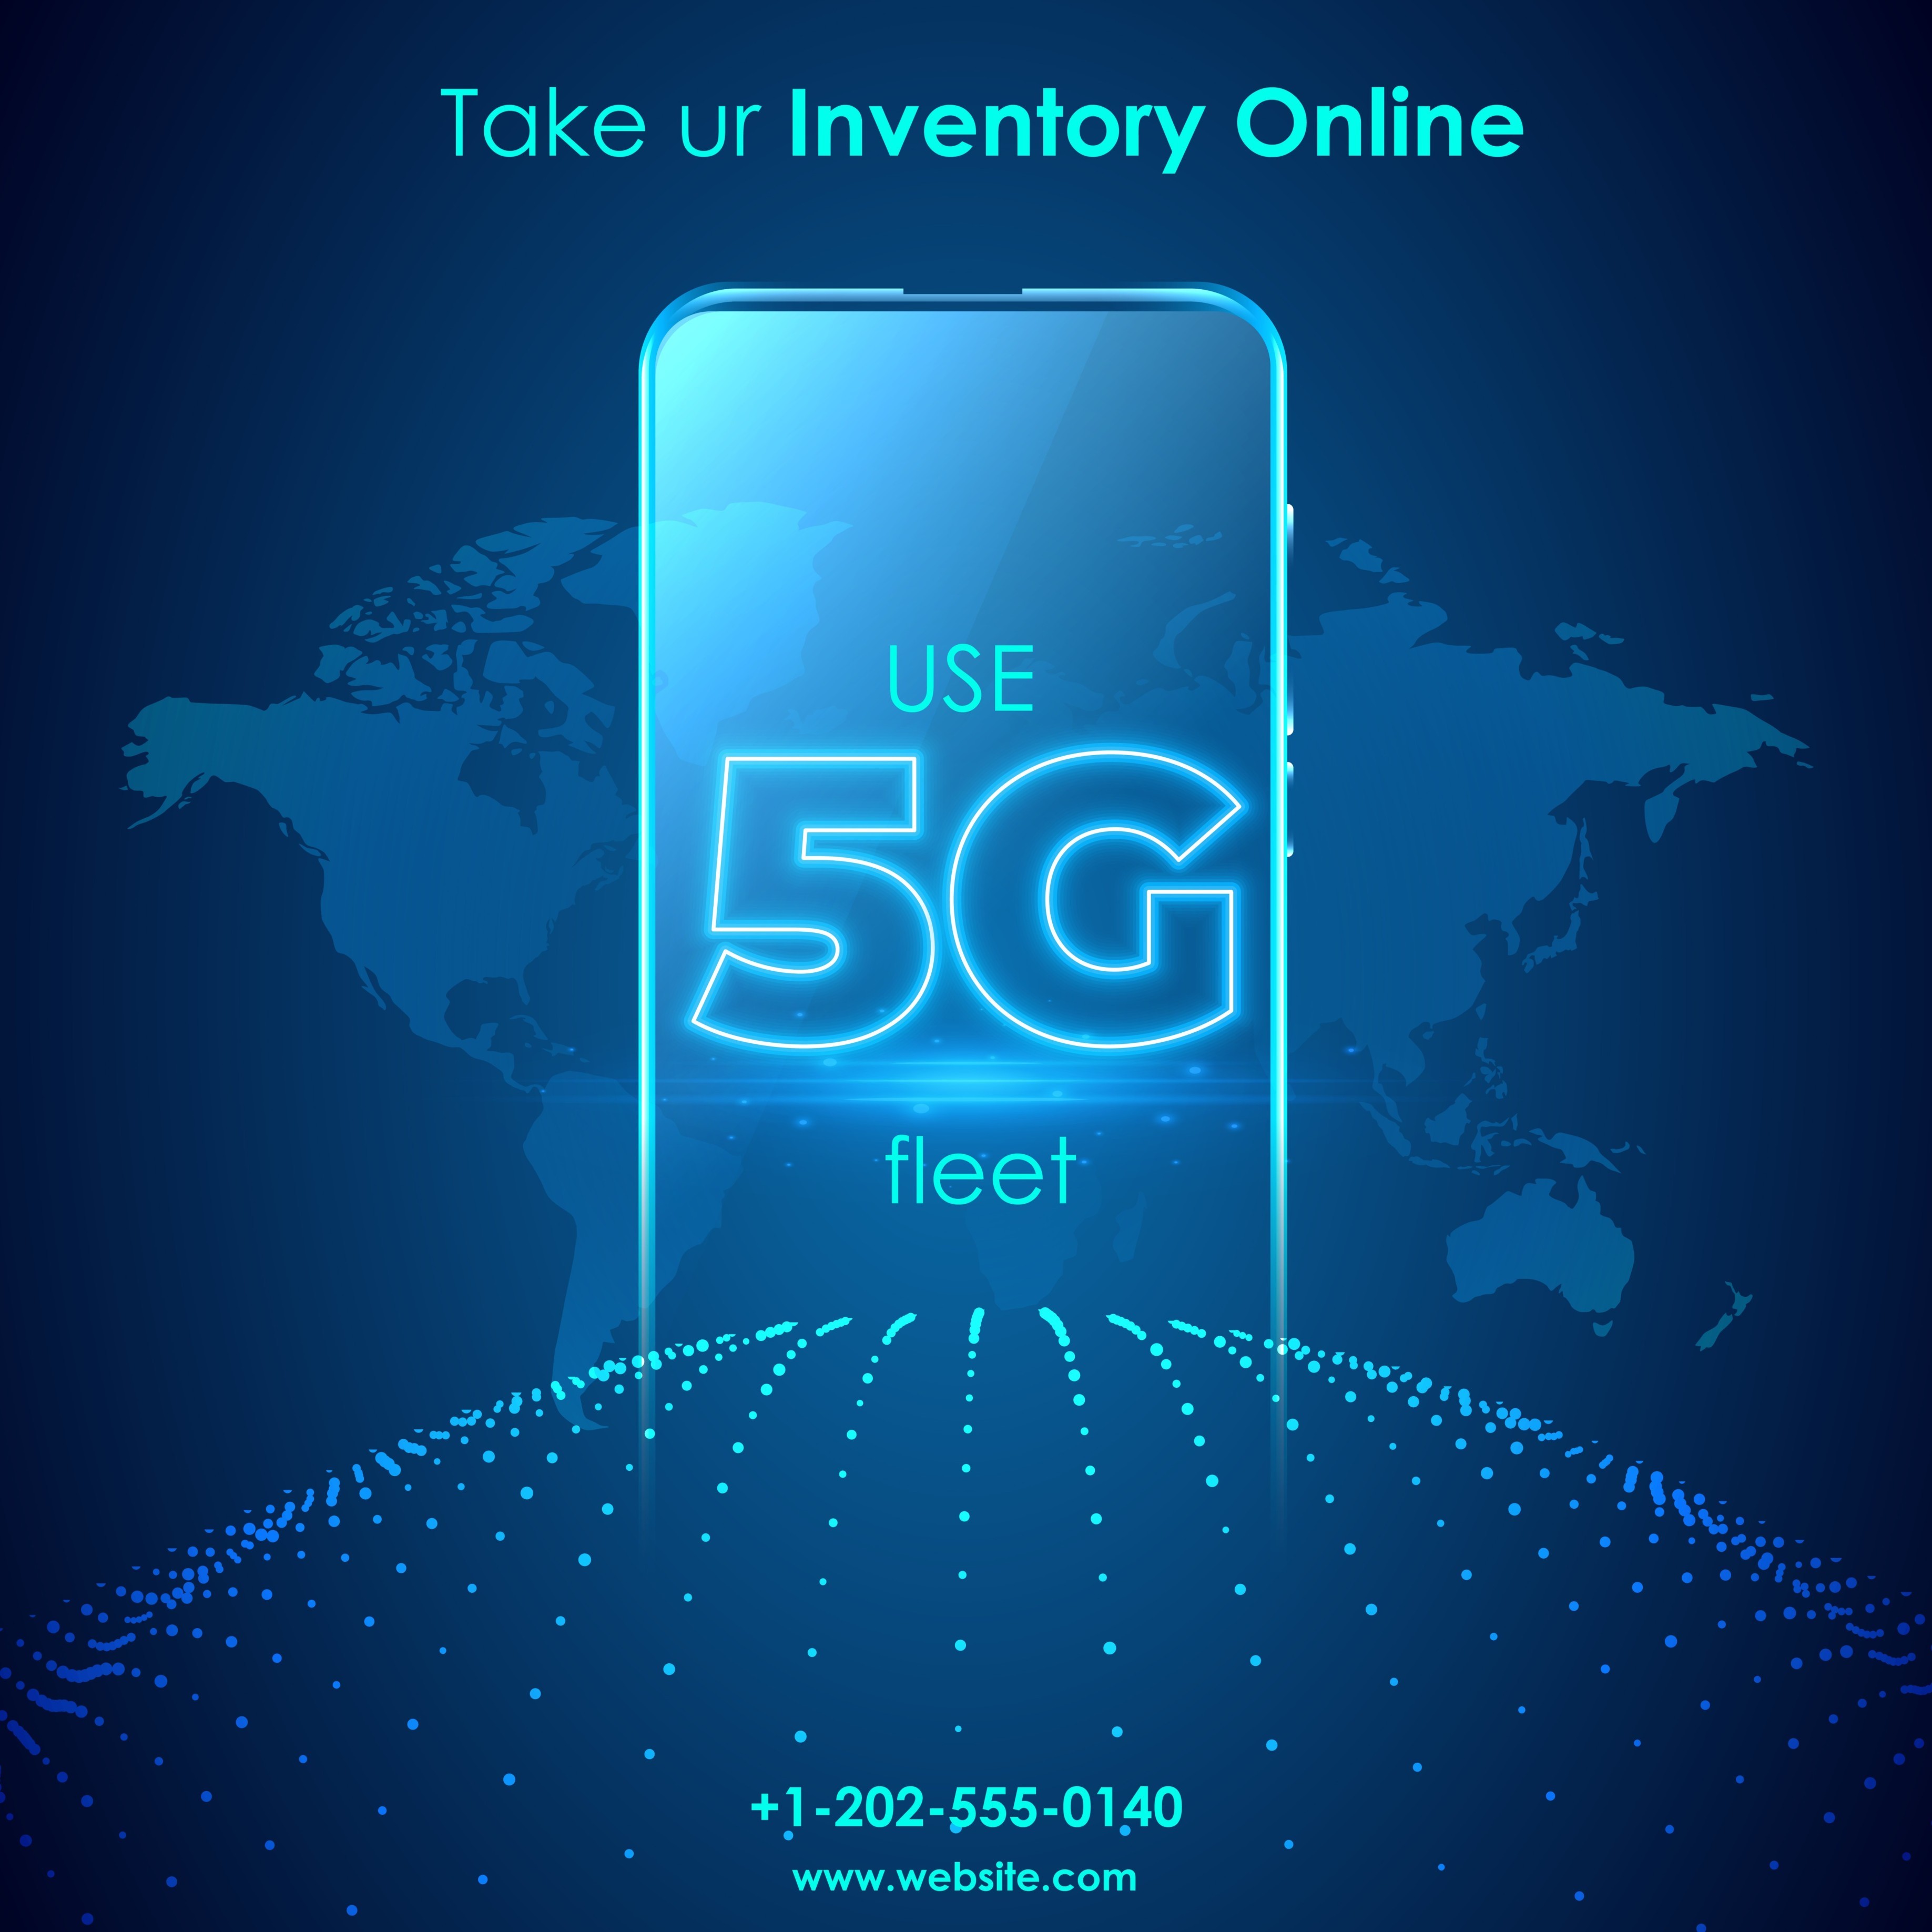 Take ur Inventory Online
USE
5G
fleet
+1-202-555-0140
www.website.com